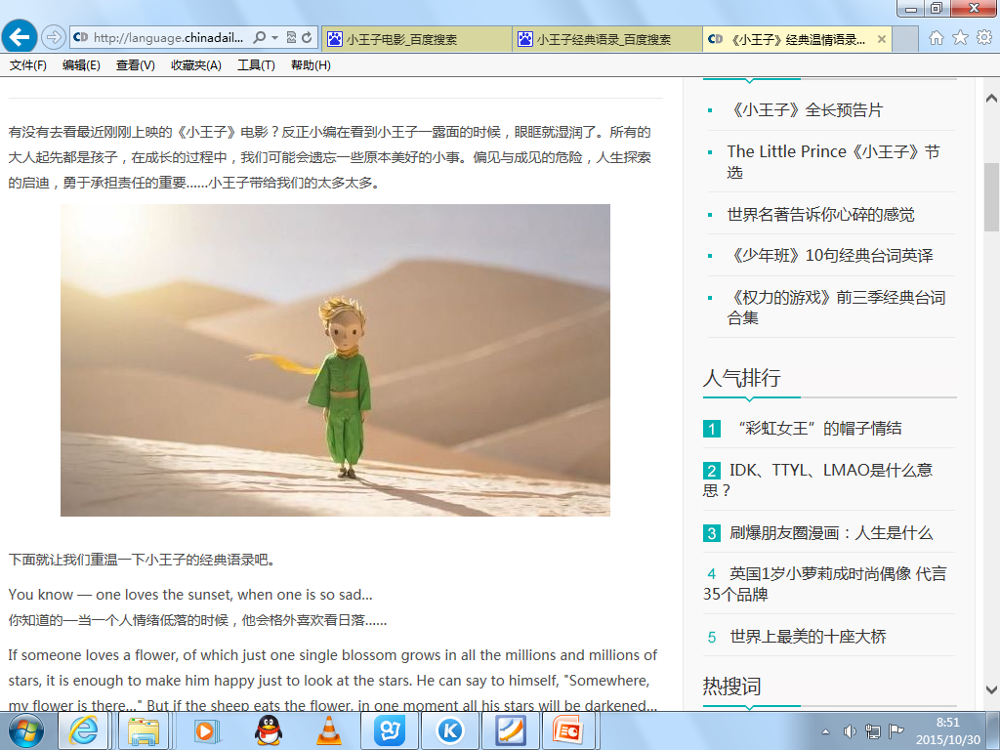 http://language.chinadail...
小王子电影_百度搜索
小王子经典语录_百度搜索
CD
《小王子》经典温情语录...
文件(F) 编辑(E) 查看(V) 收藏夹(A) 工具(T) 帮助(H)
有没有去看最近刚刚上映的《小王子》电影？反正小编在看到小王子一露面的时候，眼眶就湿润了。所有的
大人起先都是孩子，在成长的过程中，我们可能会遗忘一些原本美好的小事。偏见与成见的危险，人生探索
的启迪，勇于承担责任的重要......小王子带给我们的太多太多。
下面就让我们重温一下小王子的经典语录吧。
You know — one loves the sunset, when one is so sad...
你知道的—当一个人情绪低落的时候，他会格外喜欢看日落......
If someone loves a flower, of which just one single blossom grows in all the millions and millions of
stars, it is enough to make him happy just to look at the stars. He can say to himself, "Somewhere,
my flower is there..." But if the sheep eats the flower, in one moment all his stars will be darkened...
《小王子》全长预告片
The Little Prince《小王子》节
选
世界名著告诉你心碎的感觉
《少年班》10句经典台词英译
《权力的游戏》前三季经典台词
合集
人气排行
1 “彩虹女王”的帽子情结
2 IDK、TTYL、LMAO是什么意
思？
3 刷爆朋友圈漫画：人生是什么
4 英国1岁小萝莉成时尚偶像 代言
35个品牌
5 世界上最美的十座大桥
热搜词
8:51
2015/10/30